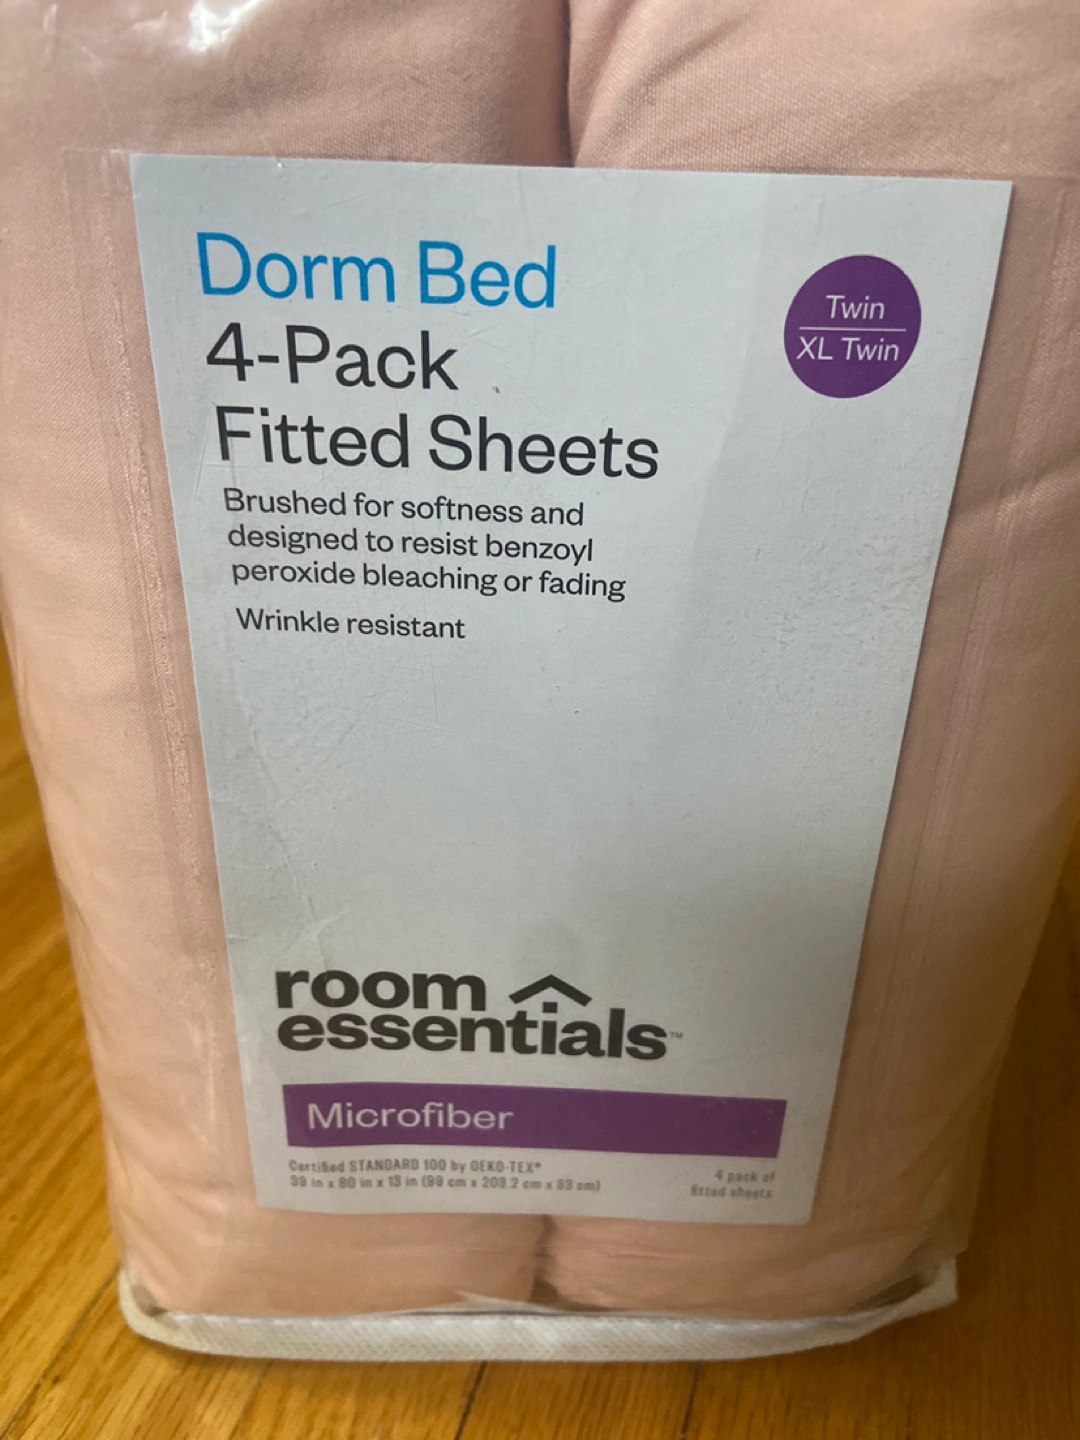 Dorm Bed
4-Pack
Fitted Sheets
Brushed for softness and
designed to resist benzoyl
peroxide bleaching or fading
Wrinkle resistant
Twin
XL Twin
room
essentials™
Microfiber
Certified STANDARD 100 by OEKO-TEX®
39 in x 80 in x 13 in (99 cm x 203.2 cm x 33 cm)
4 pack of
fitted sheets